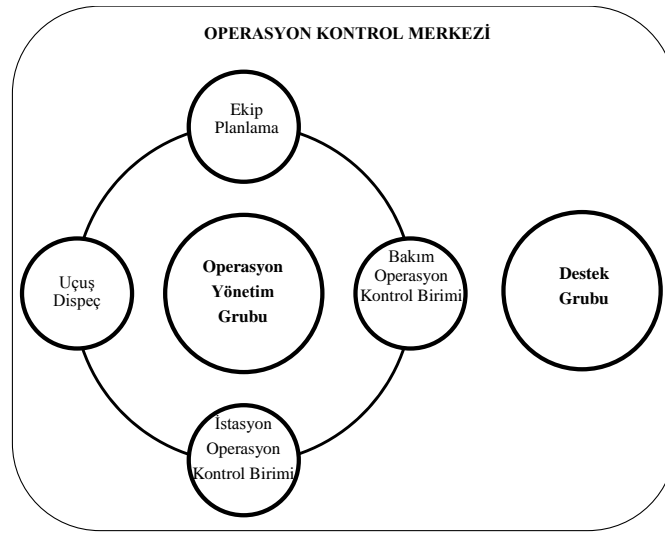 OPERASYON KONTROL MERKEZİ
Ekip
Planlama
Uçuş
Dispeç
Operasyon
Yönetim
Grubu
Bakım
Operasyon
Kontrol Birimi
Destek
Grubu
İstasyon
Operasyon
Kontrol Birimi